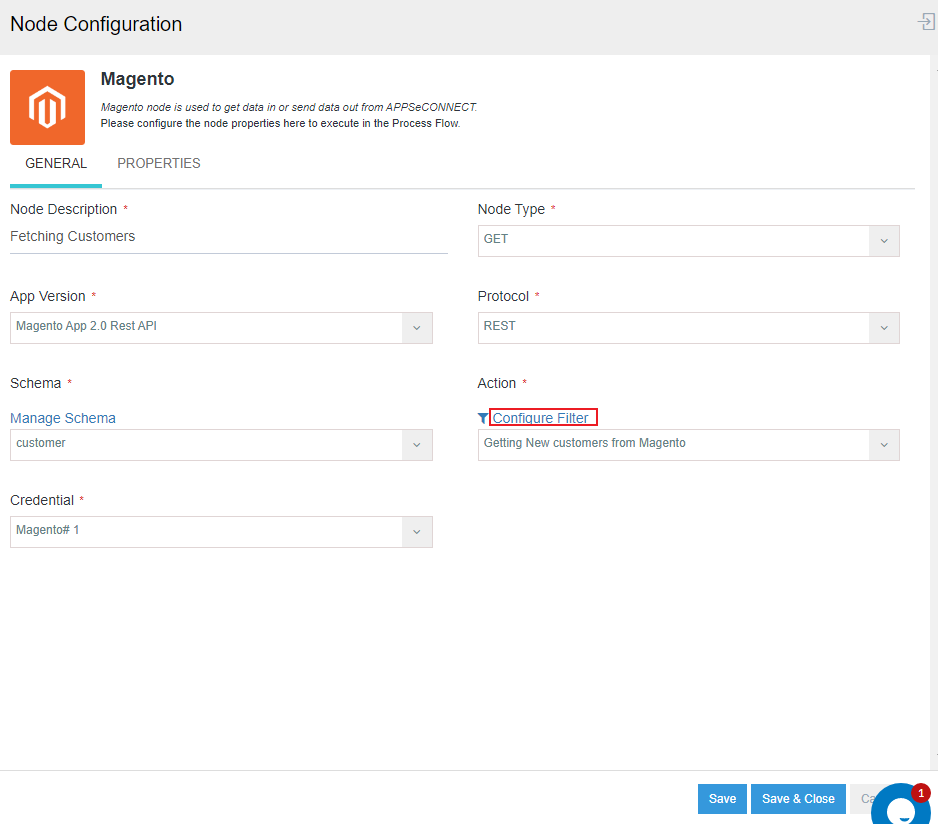 Node Configuration
Magento
Magento node is used to get data in or send data out from APPSeCONNECT.
Please configure the node properties here to execute in the Process Flow.
GENERAL PROPERTIES
Node Description * Node Type *
Fetching Customers GET
App Version * Protocol *
Magento App 2.0 Rest API REST
Schema * Action *
Manage Schema Configure Filter
customer Getting New customers from Magento
Credential *
Magento# 1
Save Save & Close
1